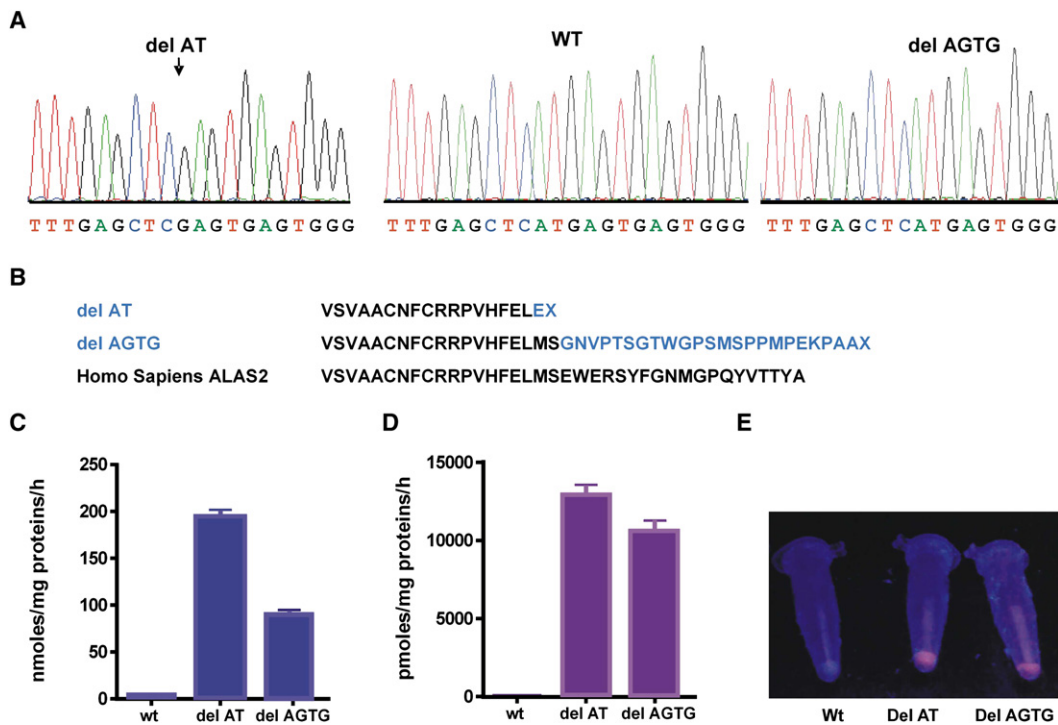 A
del AT
WT
del AGTG
TTTGAGCTCGAGTGAGTGGG
TTTGAGCTCATGAGTGAGTGGG
TTTGAGCTCATGAGTGGG
B
del AT VSVAACNFCRRPVHFELEX
del AGTG VSVAACNFCRRPVHFELMSGNVPTSGTWGPSMSPPMPEKPAAX
Homo Sapiens ALAS2 VSVAACNFCRRPVHFELMSEWERSYFGNMGPQYVTTYA
C
nmoles/mg proteins/h
250
200
150
100
50
0
wt del AT del AGTG
D
pmoles/mg proteins/h
15000
10000
5000
0
wt del AT del AGTG
E
Wt Del AT Del AGTG